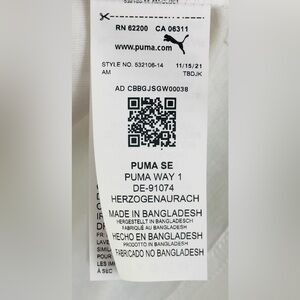 RN 62200 CA 06311
www.puma.com
STYLE NO. 532106-14 11/15/21
AM TBDJK
AD CBBGJSGW00038
PUMA SE
PUMA WAY 1
DE-91074
HERZOGENAURACH
MADE IN BANGLADESH
HERGESTELLT IN BANGLADESCH
FABRIQUÉ AU BANGLADESH
HECHO EN BANGLADESH
PRODOTTO IN BANGLADESH
FABRICADO NO BANGLADESH